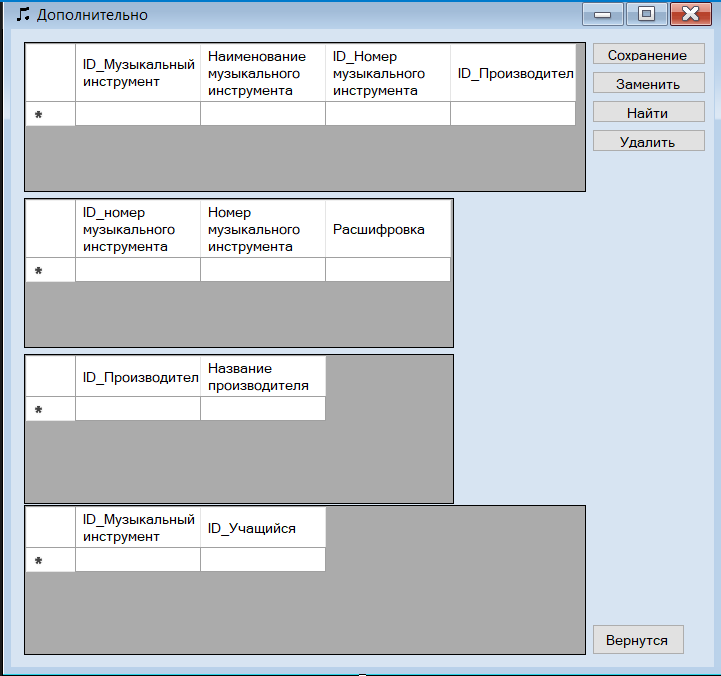 Дополнительно
ID_Музыкальный
инструмент
Наименование
музыкального
инструмента
ID_Номер
музыкального
инструмента
ID_Производител
*
Сохранение
Заменить
Найти
Удалить
ID_номер
музыкального
инструмента
Номер
музыкального
инструмента
Расшифровка
*
ID_Производител
Название
производителя
*
ID_Музыкальный
инструмент
ID_Учащийся
*
Вернутся